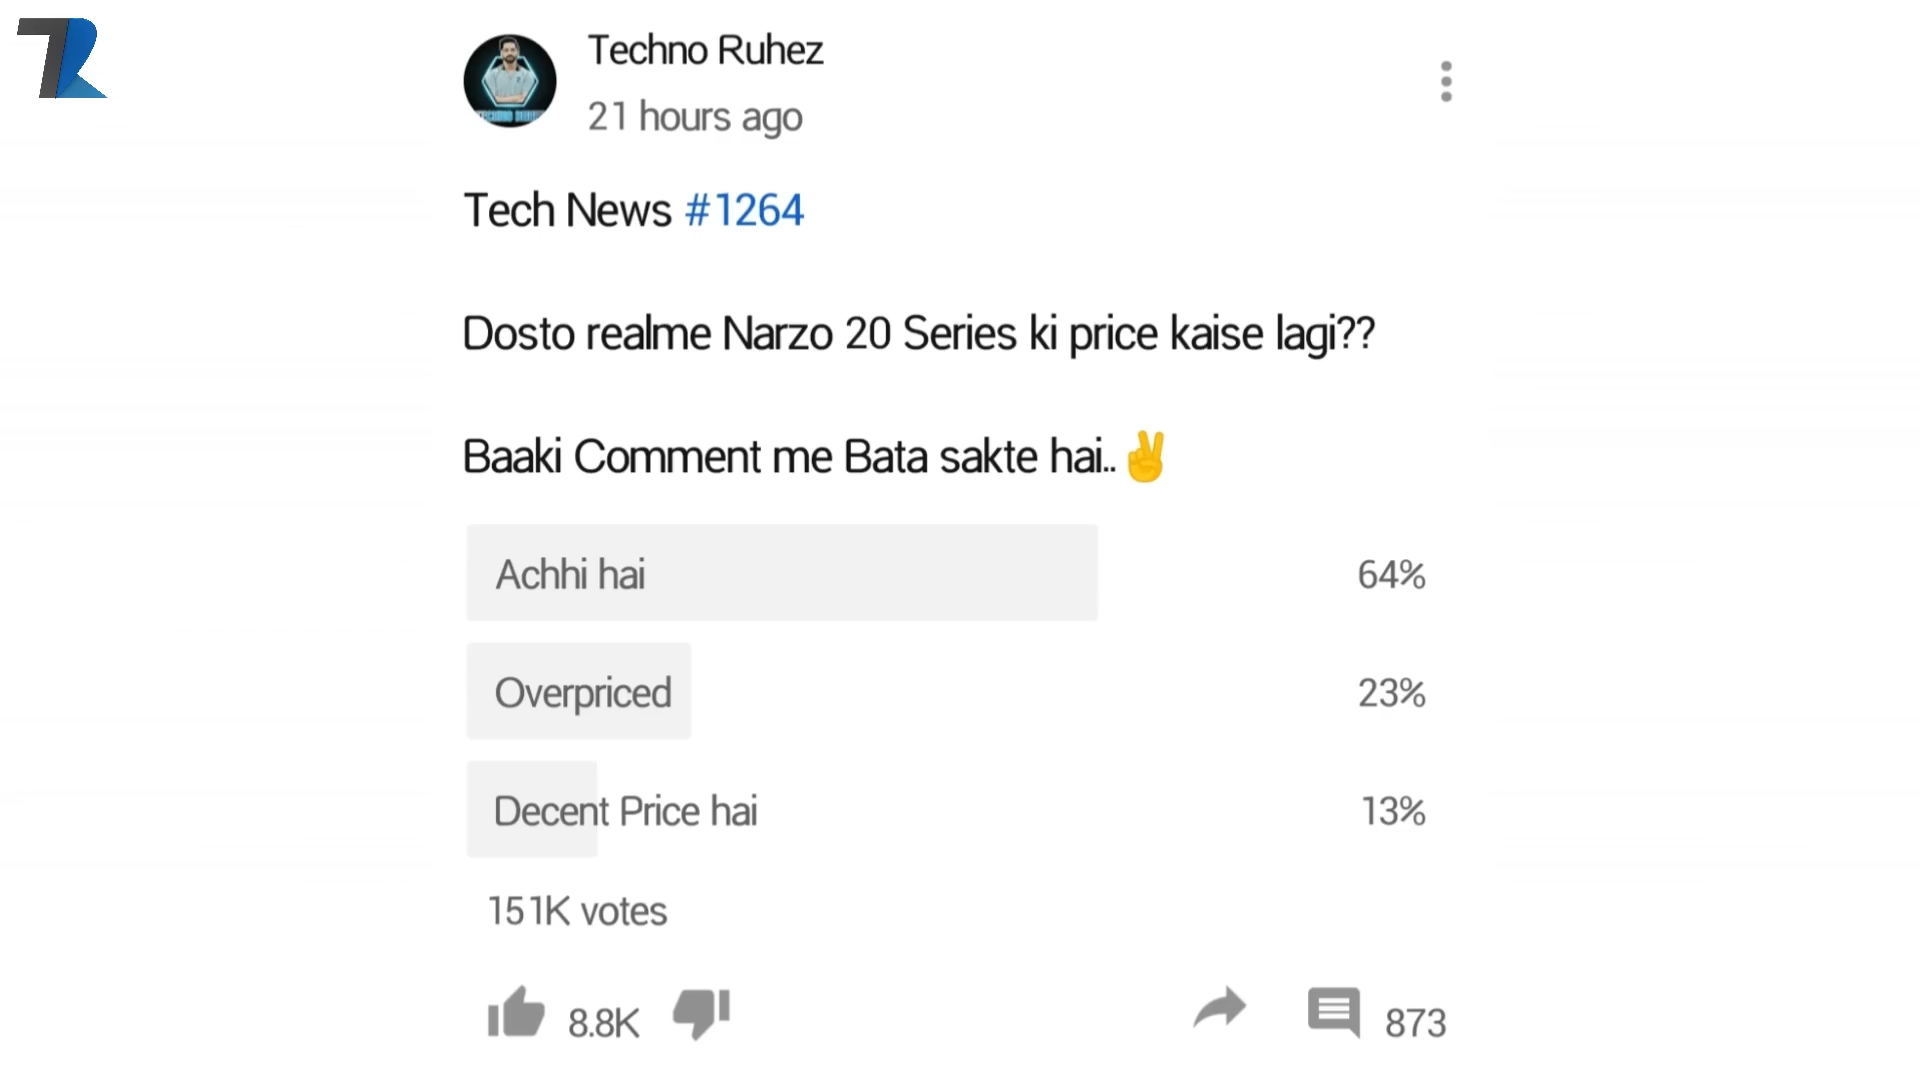 Techno Ruhez
21 hours ago
Tech News #1264
Dosto realme Narzo 20 Series ki price kaise lagi??
Baaki Comment me Bata sakte hai..✌
Achhi hai 64%
Overpriced 23%
Decent Price hai 13%
151K votes
8.8K 873